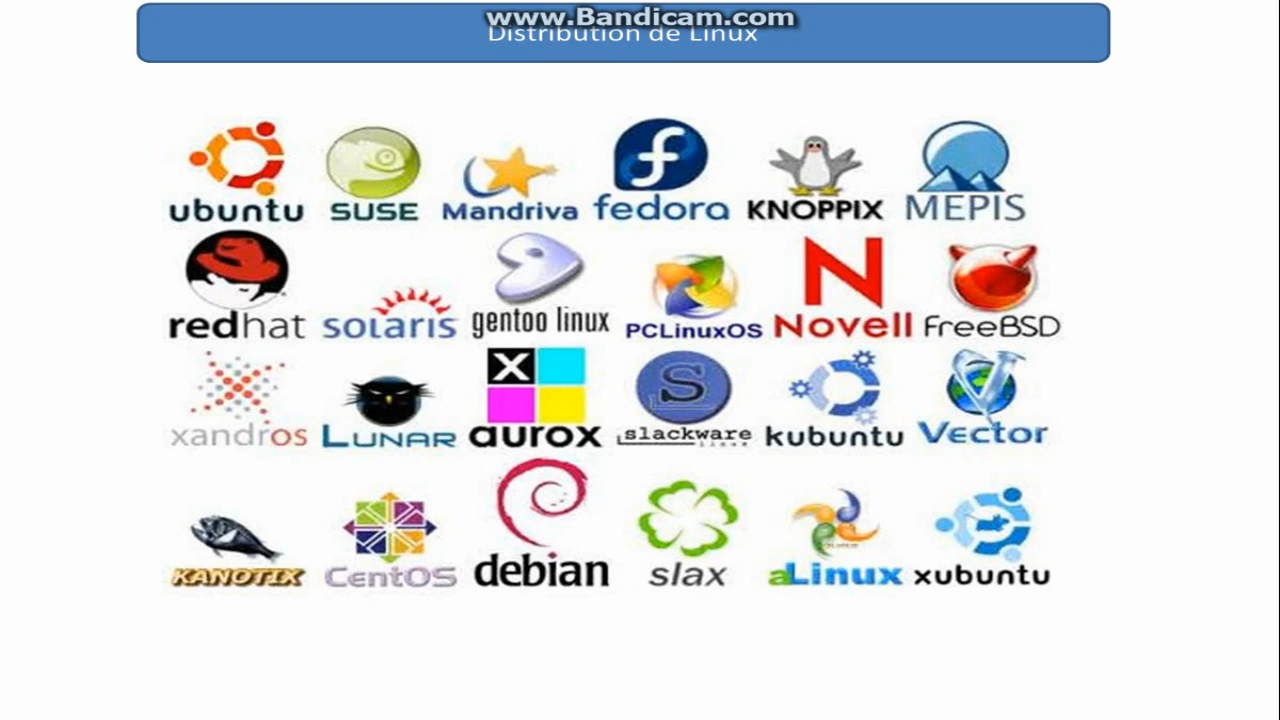 www.Bandicam.com
Distribution de Linux
ubuntu SUSE Mandriva fedora KNOPPIX MEPIS
redhat solaris gentoo linux PCLinuxOS Novell FreeBSD
xandros LUNAR aurox slackware linux kubuntu Vector
KANOTIX CentOS debian slax aLinux xubuntu